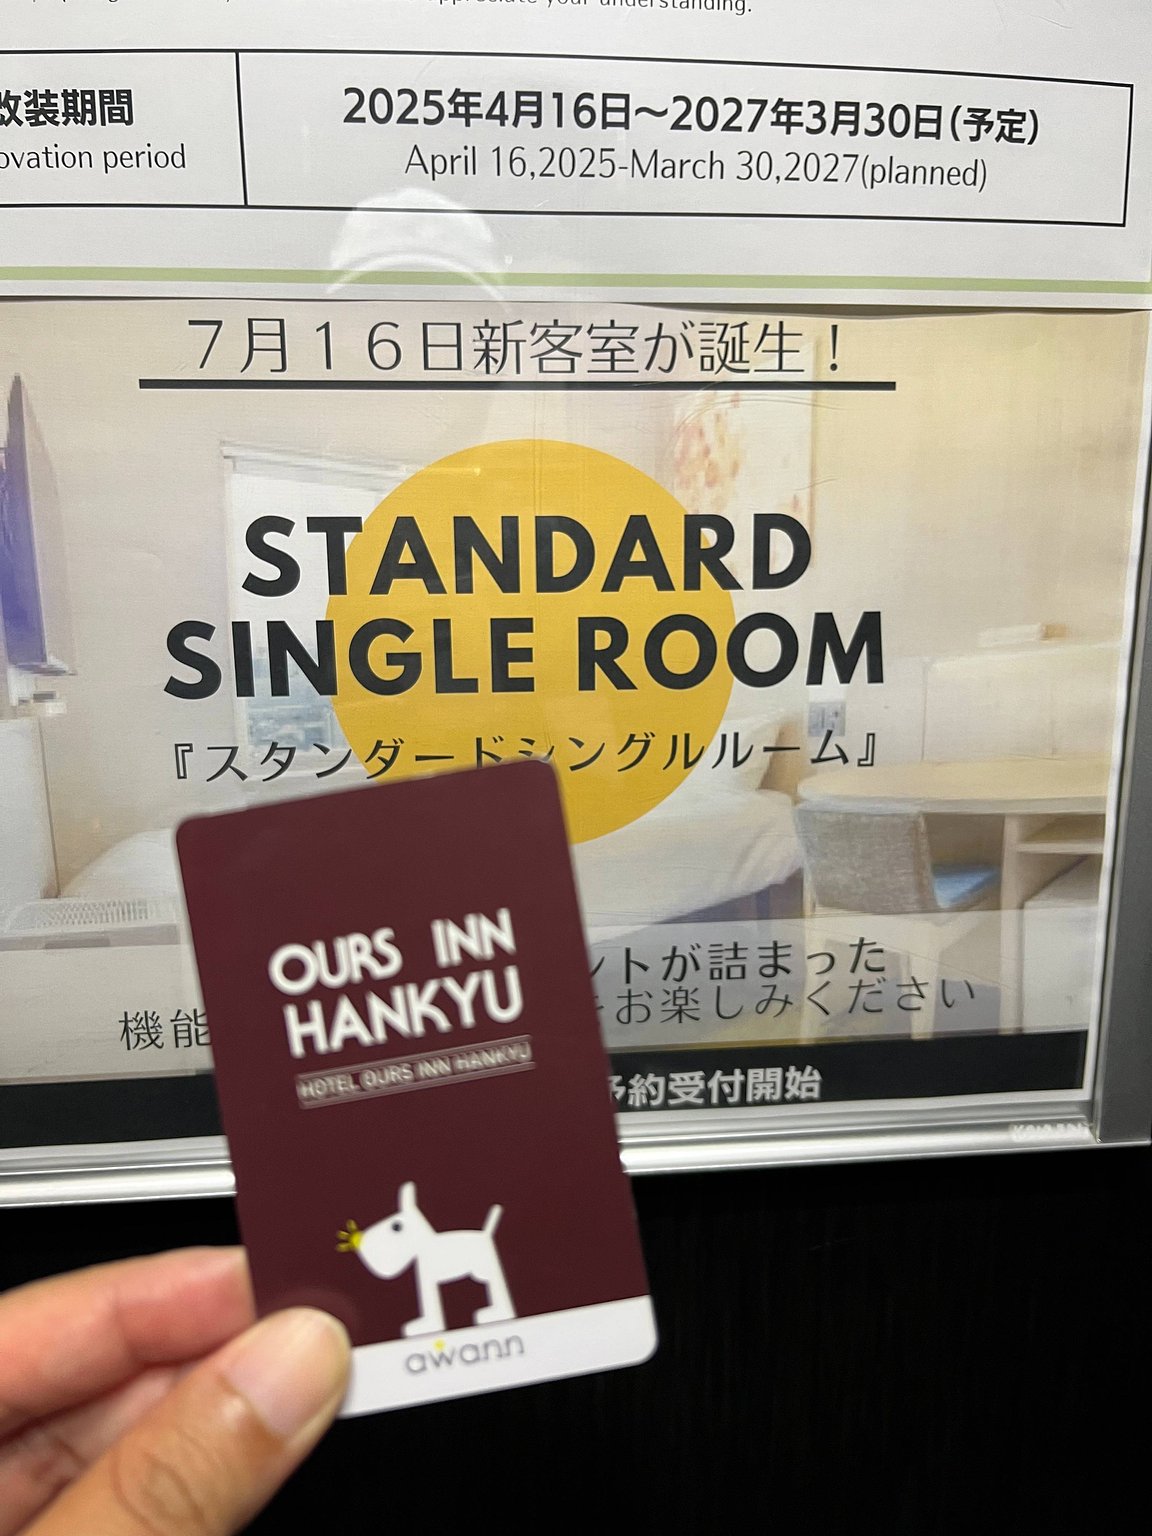 appreciate your understanding.
改装期間
ovation period
2025年4月16日～2027年3月30日(予定)
April 16,2025-March 30,2027(planned)
７月１６日新客室が誕生！
STANDARD
SINGLE ROOM
『スタンダードシングルルーム』
ントが詰まった
機能
をお楽しみください
予約受付開始
OURS INN
HANKYU
HOTEL OURS INN HANKYU
awann